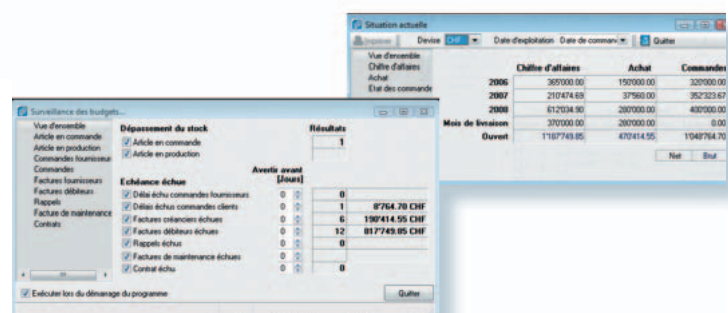 Situation actuelle
Imprimer Devise CHF Date d'exploitation Date de comman Quitter
Vue d'ensemble
Chiffre d'affaires
Achat
Etat des commande
Chiffre d'affaires Achat Commandes
2006 365'000.00 150'000.00 320'000.00
2007 210'474.69 37'560.00 352'323.67
2008 612'034.90 280'000.00 400'000.00
Mois de livraison 370'000.00 280'000.00 0.00
Ouvert 1'187'749.85 470'414.55 1'048'764.70
Net Brut
Surveillance des budgets...
Vue d'ensemble
Article en commande
Article en production
Commandes fournisseur
Commandes
Factures fournisseurs
Factures débiteurs
Rappels
Facture de maintenance
Contrats
Dépassement du stock Résultats
Article en commande 1
Article en production
Echéance échue Avertir avant [Jours]
Délai échu commandes fournisseurs 0 0
Délais échus commandes clients 0 1 8'764.70 CHF
Factures créanciers échues 0 6 190'414.55 CHF
Factures débiteurs échues 0 12 817'749.85 CHF
Rappels échus 0 0
Factures de maintenance échues 0
Contrat échu 0 0
Exécuter lors du démarage du programme Quitter